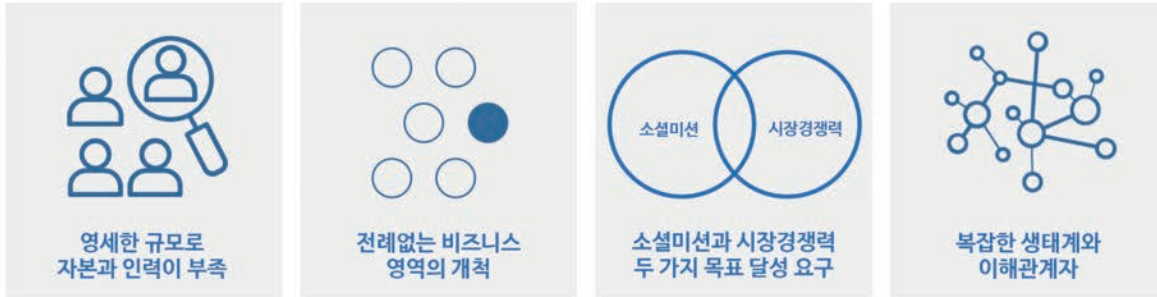 소셜미션
시장경쟁력
영세한 규모로
자본과 인력이 부족
전례없는 비즈니스
영역의 개척
소셜미션과 시장경쟁력
두 가지 목표 달성 요구
복잡한 생태계와
이해관계자